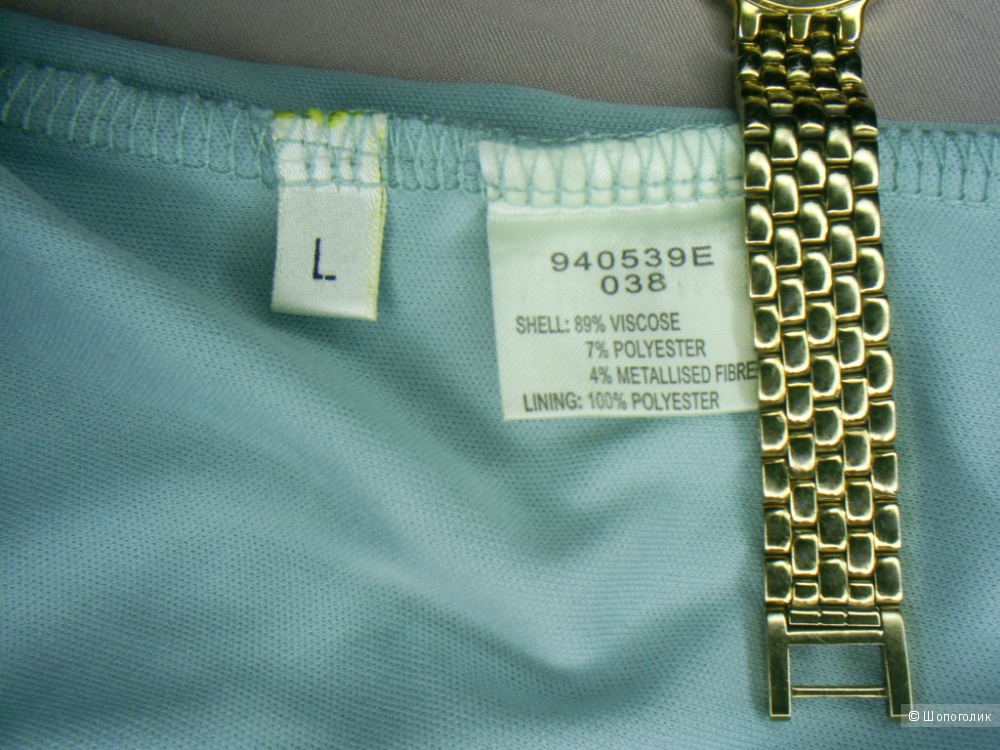 L
940539E
038
SHELL: 89% VISCOSE
7% POLYESTER
4% METALLISED FIBRE
LINING: 100% POLYESTER
© Шопоголик